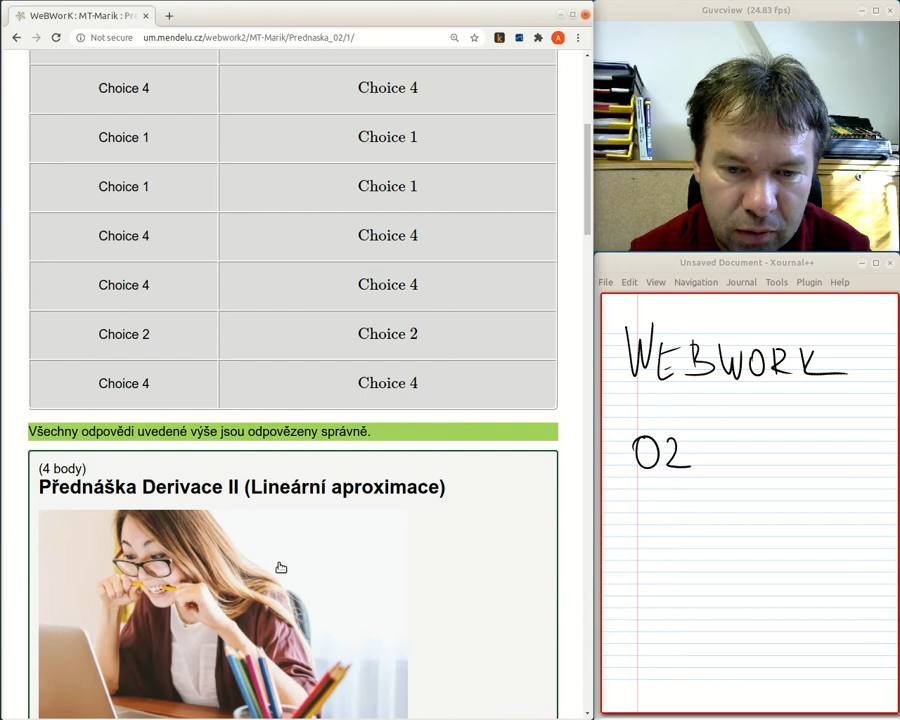 WeBWorK : MT-Marik : Pre
Not secure um.mendelu.cz/webwork2/MT-Marik/Prednaska_02/1/
Choice 4 Choice 4
Choice 1 Choice 1
Choice 1 Choice 1
Choice 4 Choice 4
Choice 4 Choice 4
Choice 2 Choice 2
Choice 4 Choice 4
Všechny odpovědi uvedené výše jsou odpovězeny správně.
(4 body)
Přednáška Derivace II (Lineární aproximace)
Guvcview (24.83 fps)
Unsaved Document - Xournal++
File Edit View Navigation Journal Tools Plugin Help
WEBWORK
02